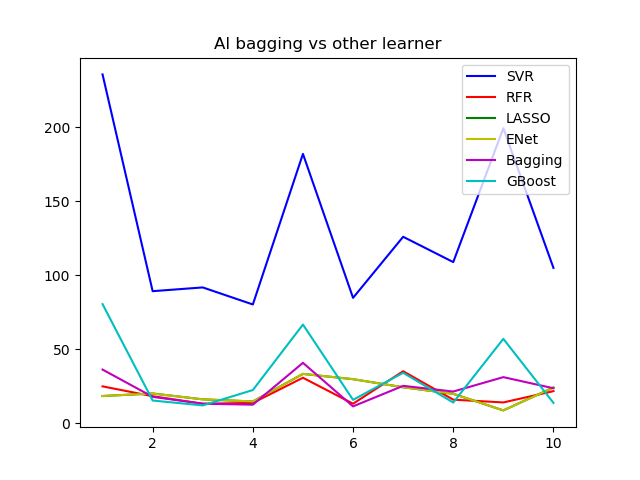 Al bagging vs other learner
SVR
RFR
LASSO
ENet
Bagging
GBoost
200
150
100
50
0
2 4 6 8 10